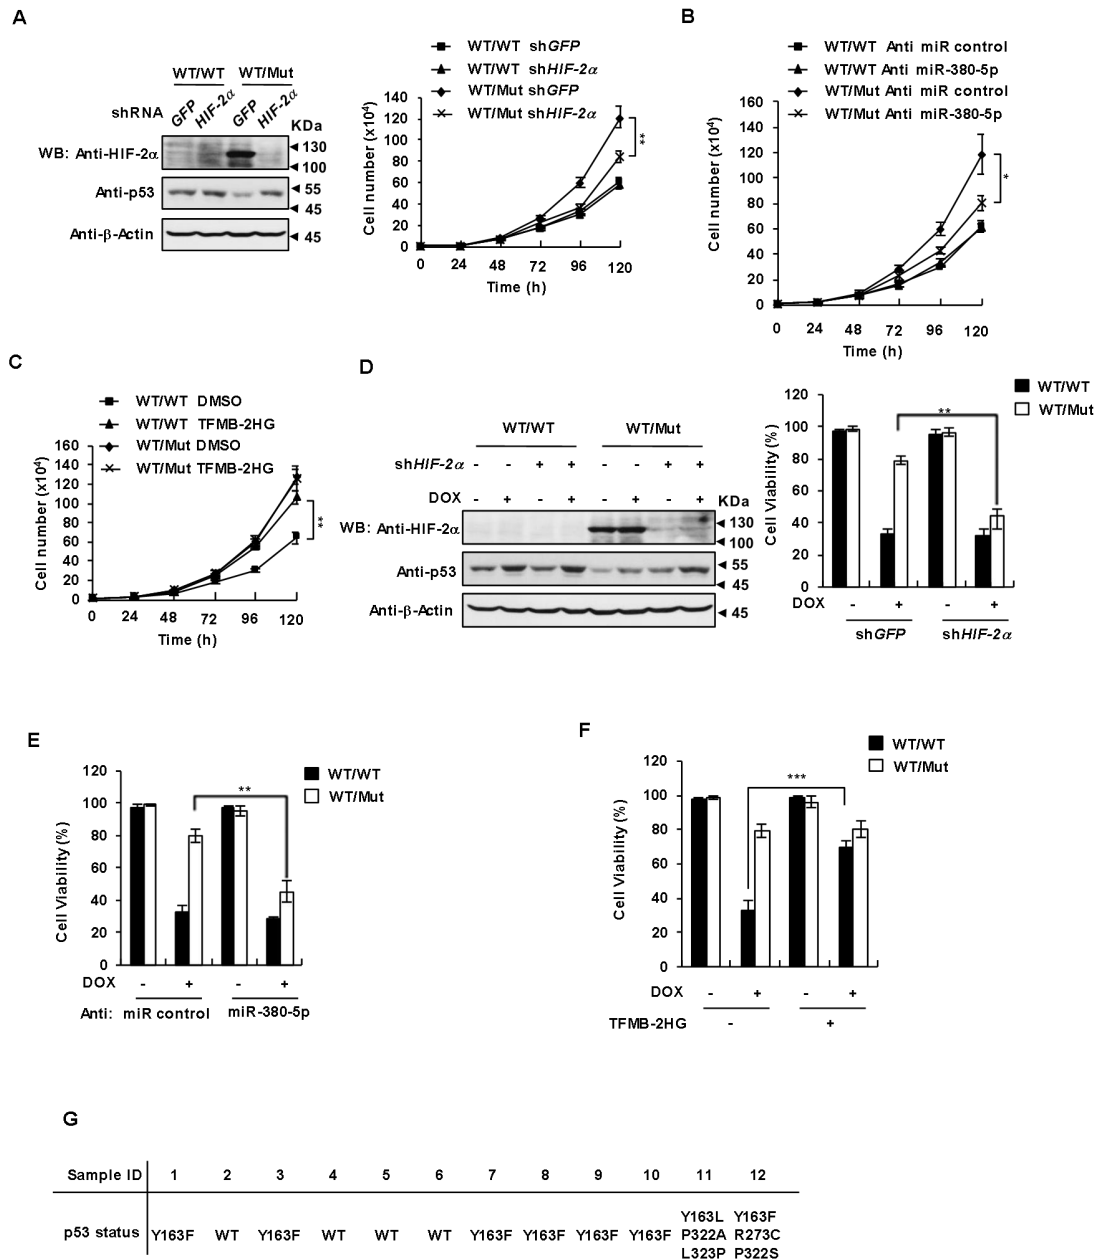 A
WT/WT WT/Mut
shRNA GFP HIF-2α GFP HIF-2α
KDa
WB: Anti-HIF-2α
130
100
Anti-p53
55
45
Anti-β-Actin
45
WT/WT shGFP
WT/WT shHIF-2α
WT/Mut shGFP
WT/Mut shHIF-2α
Cell number (x10⁴)
140
120
100
80
60
40
20
0
**
0 24 48 72 96 120
Time (h)
B
WT/WT Anti miR control
WT/WT Anti miR-380-5p
WT/Mut Anti miR control
WT/Mut Anti miR-380-5p
Cell number (x10⁴)
160
140
120
100
80
60
40
20
0
*
0 24 48 72 96 120
Time (h)
C
WT/WT DMSO
WT/WT TFMB-2HG
WT/Mut DMSO
WT/Mut TFMB-2HG
Cell number (x10⁴)
160
140
120
100
80
60
40
20
0
**
0 24 48 72 96 120
Time (h)
D
WT/WT WT/Mut
shHIF-2α - - + + - - + +
DOX - + - + - + - +
KDa
WB: Anti-HIF-2α
130
100
Anti-p53
55
45
Anti-β-Actin
45
WT/WT
WT/Mut
Cell Viability (%)
120
100
80
60
40
20
0
**
DOX - + - +
shGFP shHIF-2α
E
WT/WT
WT/Mut
Cell Viability (%)
120
100
80
60
40
20
0
**
DOX - + - +
Anti: miR control miR-380-5p
F
WT/WT
WT/Mut
Cell Viability (%)
120
100
80
60
40
20
0
***
DOX - + - +
TFMB-2HG - +
G
Sample ID 1 2 3 4 5 6 7 8 9 10 11 12
p53 status Y163F WT Y163F WT WT WT Y163F Y163F Y163F Y163F Y163L P322A L323P Y163F R273C P322S